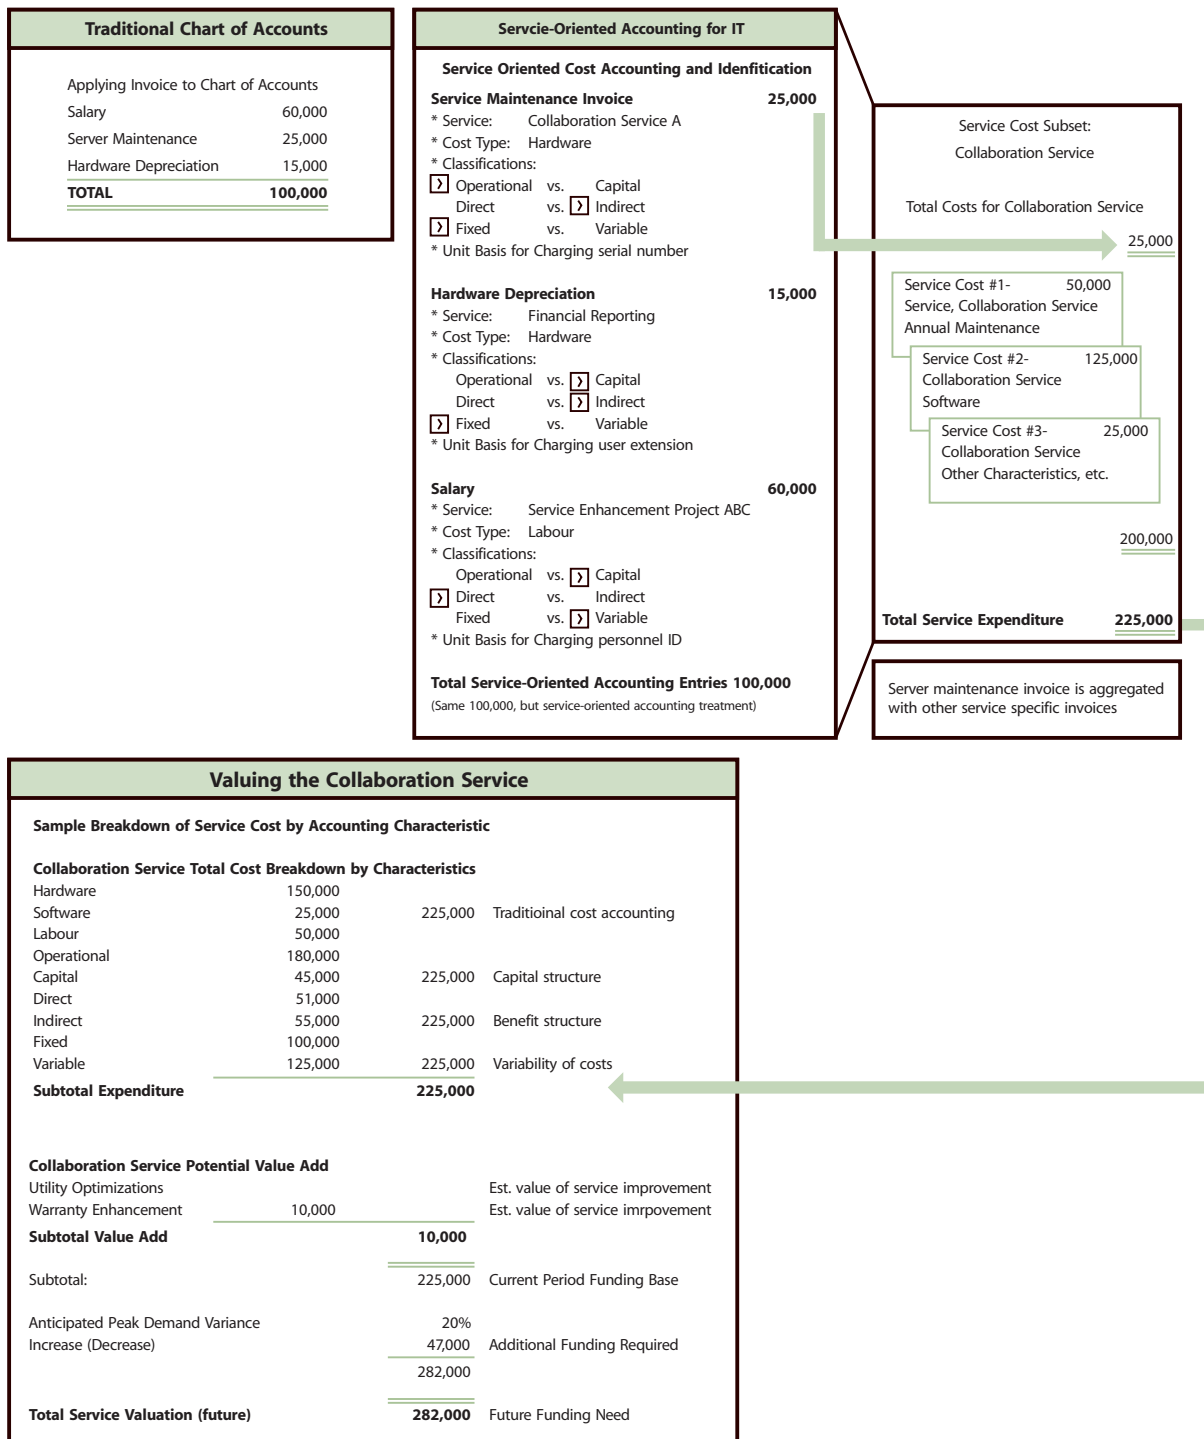 Traditional Chart of Accounts
Applying Invoice to Chart of Accounts
Salary 60,000
Server Maintenance 25,000
Hardware Depreciation 15,000
TOTAL 100,000
Servcie-Oriented Accounting for IT
Service Oriented Cost Accounting and Idenfitication
Service Maintenance Invoice 25,000
* Service: Collaboration Service A
* Cost Type: Hardware
* Classifications:
Operational vs. Capital
Direct vs. Indirect
Fixed vs. Variable
* Unit Basis for Charging serial number
Hardware Depreciation 15,000
* Service: Financial Reporting
* Cost Type: Hardware
* Classifications:
Operational vs. Capital
Direct vs. Indirect
Fixed vs. Variable
* Unit Basis for Charging user extension
Salary 60,000
* Service: Service Enhancement Project ABC
* Cost Type: Labour
* Classifications:
Operational vs. Capital
Direct vs. Indirect
Fixed vs. Variable
* Unit Basis for Charging personnel ID
Total Service-Oriented Accounting Entries 100,000
(Same 100,000, but service-oriented accounting treatment)
Service Cost Subset:
Collaboration Service
Total Costs for Collaboration Service
25,000
Service Cost #1- 50,000
Service, Collaboration Service
Annual Maintenance
Service Cost #2- 125,000
Collaboration Service
Software
Service Cost #3- 25,000
Collaboration Service
Other Characteristics, etc.
200,000
Total Service Expenditure 225,000
Server maintenance invoice is aggregated
with other service specific invoices
Valuing the Collaboration Service
Sample Breakdown of Service Cost by Accounting Characteristic
Collaboration Service Total Cost Breakdown by Characteristics
Hardware 150,000
Software 25,000 225,000 Traditioinal cost accounting
Labour 50,000
Operational 180,000
Capital 45,000 225,000 Capital structure
Direct 51,000
Indirect 55,000 225,000 Benefit structure
Fixed 100,000
Variable 125,000 225,000 Variability of costs
Subtotal Expenditure 225,000
Collaboration Service Potential Value Add
Utility Optimizations Est. value of service improvement
Warranty Enhancement 10,000 Est. value of service imrpovement
Subtotal Value Add 10,000
Subtotal: 225,000 Current Period Funding Base
Anticipated Peak Demand Variance 20%
Increase (Decrease) 47,000 Additional Funding Required
282,000
Total Service Valuation (future) 282,000 Future Funding Need